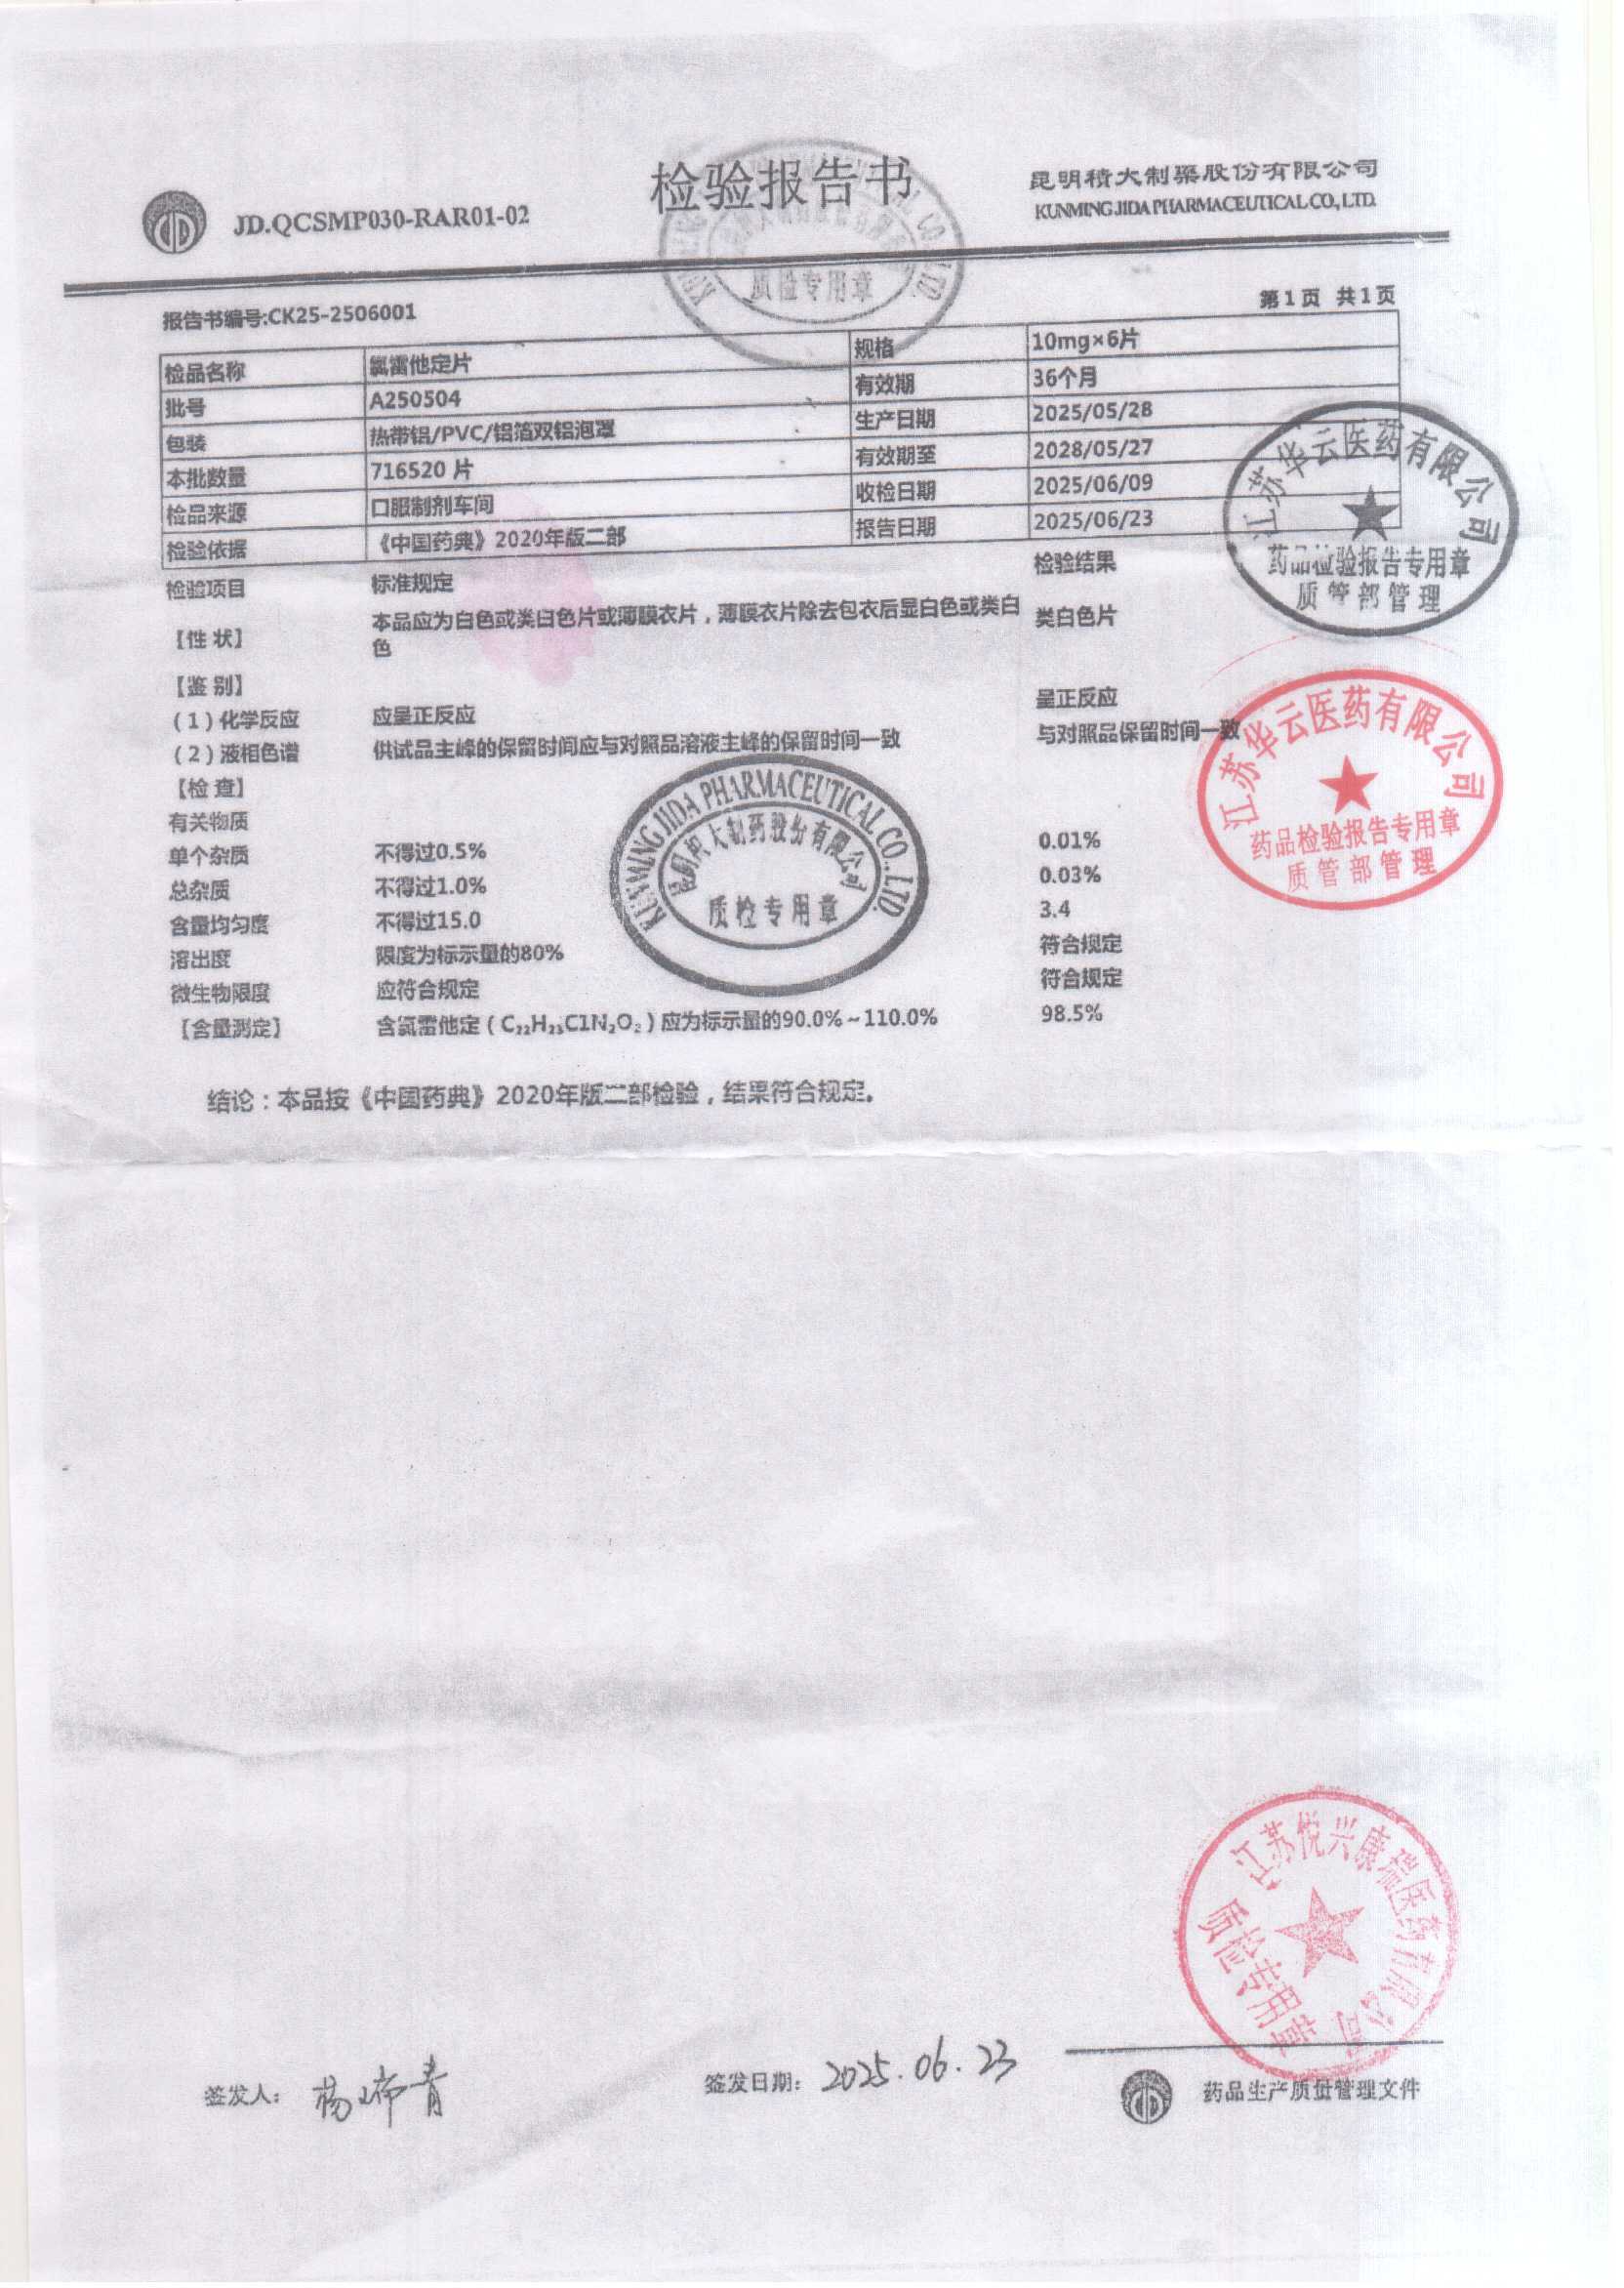 检验报告书
昆明積大制藥股份有限公司
KUNMING JIDA PHARMACEUTICAL CO., LTD.
JD.QCSMP030-RAR01-02
质检专用章
报告书编号:CK25-2506001
第1页 共1页
检品名称 氯雷他定片 规格 10mg×6片
批号 A250504 有效期 36个月
包装 热带铝/PVC/铝箔双铝泡罩 生产日期 2025/05/28
本批数量 716520 片 有效期至 2028/05/27
检品来源 口服制剂车间 收检日期 2025/06/09
检验依据 《中国药典》2020年版二部 报告日期 2025/06/23
江苏华云医药有限公司
药品检验报告专用章
质管部管理
检验项目 标准规定 检验结果
【性 状】 本品应为白色或类白色片或薄膜衣片，薄膜衣片除去包衣后显白色或类白 类白色片
色
【鉴 别】
（1）化学反应 应呈正反应 呈正反应
（2）液相色谱 供试品主峰的保留时间应与对照品溶液主峰的保留时间一致 与对照品保留时间一致
【检 查】
有关物质
单个杂质 不得过0.5% 0.01%
总杂质 不得过1.0% 0.03%
含量均匀度 不得过15.0 3.4
溶出度 限度为标示量的80% 符合规定
微生物限度 应符合规定 符合规定
【含量测定】 含氯雷他定（C₂₂H₂₃C1N₂O₂）应为标示量的90.0%~110.0% 98.5%
KUNMING JIDA PHARMACEUTICAL CO., LTD.
昆明积大制药股份有限公司
质检专用章
江苏华云医药有限公司
药品检验报告专用章
质管部管理
结论：本品按《中国药典》2020年版二部检验，结果符合规定。
江苏悦兴康瑞医药有限公司
质检专用章
签发人：
签发日期：2025.06.23
药品生产质量管理文件